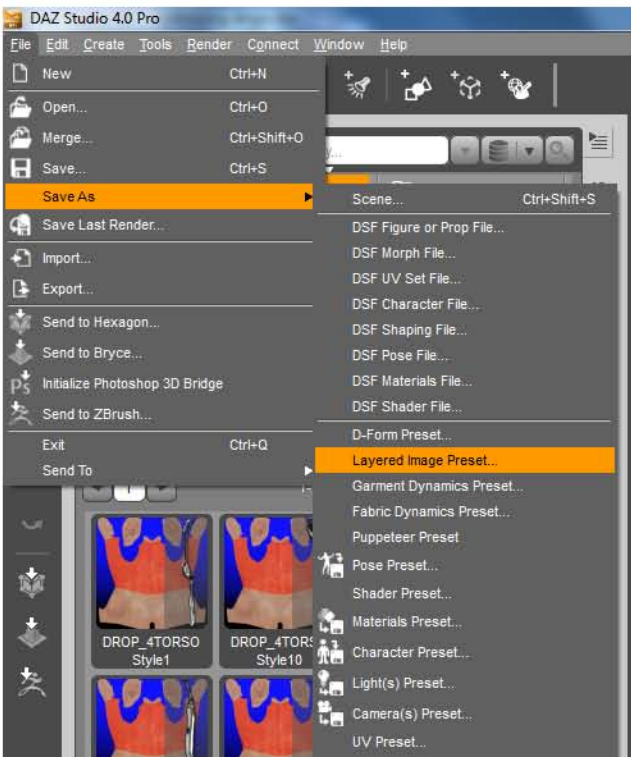 DAZ Studio 4.0 Pro
File Edit Create Tools Render Connect Window Help
New Ctrl+N
Open... Ctrl+O
Merge... Ctrl+Shift+O
Save... Ctrl+S
Save As
Save Last Render...
Import...
Export...
Send to Hexagon...
Send to Bryce...
Initialize Photoshop 3D Bridge
Send to ZBrush...
Exit Ctrl+Q
Send To
Scene... Ctrl+Shift+S
DSF Figure or Prop File...
DSF Morph File...
DSF UV Set File...
DSF Character File...
DSF Shaping File...
DSF Pose File...
DSF Materials File...
DSF Shader File...
D-Form Preset...
Layered Image Preset...
Garment Dynamics Preset...
Fabric Dynamics Preset...
Puppeteer Preset
Pose Preset...
Shader Preset...
Materials Preset...
Character Preset...
Light(s) Preset...
Camera(s) Preset...
UV Preset...
1
DROP_4TORSO
Style1
DROP_4TORS
Style10